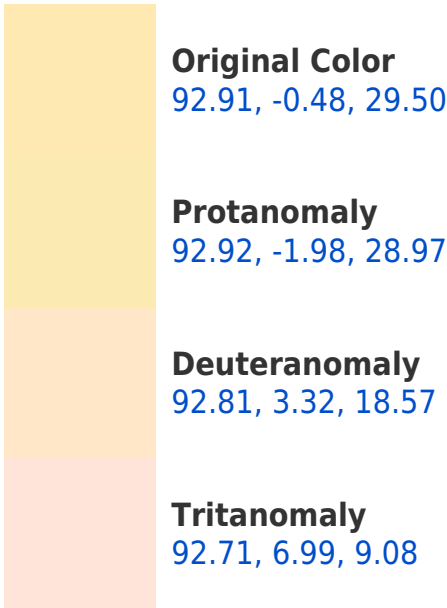 Original Color
92.91, -0.48, 29.50
Protanomaly
92.92, -1.98, 28.97
Deuteranomaly
92.81, 3.32, 18.57
Tritanomaly
92.71, 6.99, 9.08